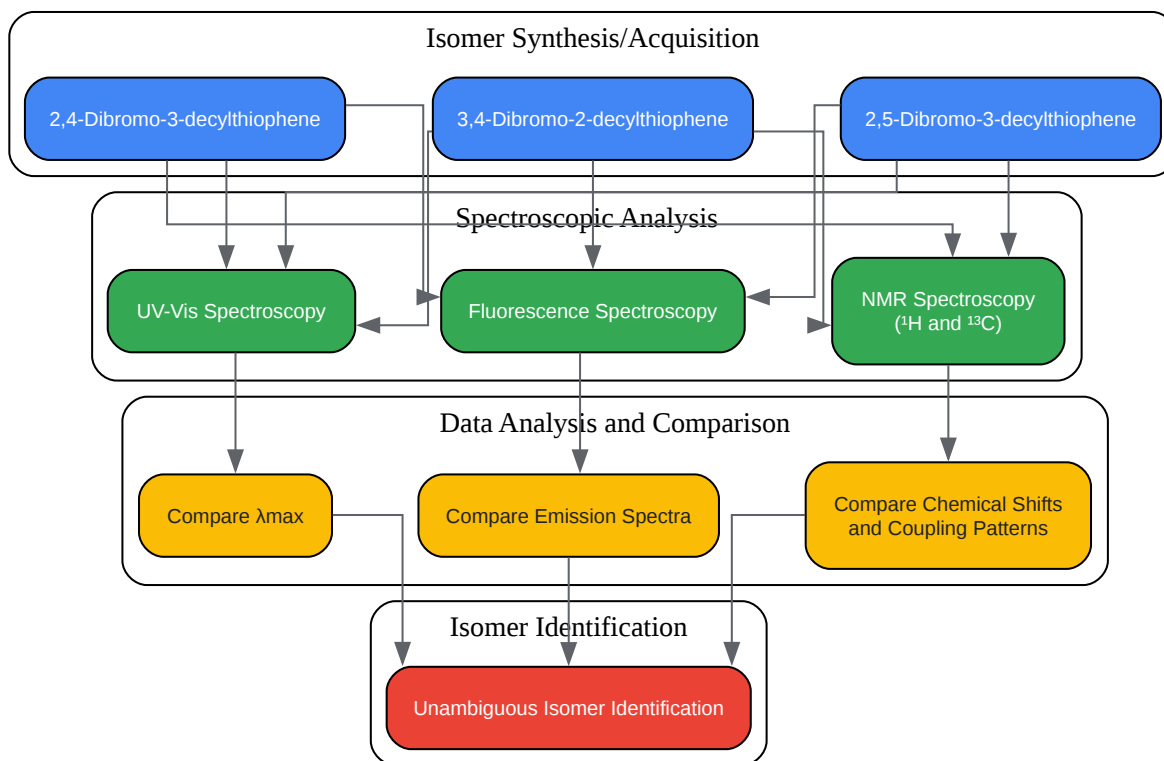 Isomer Synthesis/Acquisition
2,4-Dibromo-3-decylthiophene
3,4-Dibromo-2-decylthiophene
2,5-Dibromo-3-decylthiophene
Spectroscopic Analysis
UV-Vis Spectroscopy
Fluorescence Spectroscopy
NMR Spectroscopy
(¹H and ¹³C)
Data Analysis and Comparison
Compare λmax
Compare Emission Spectra
Compare Chemical Shifts
and Coupling Patterns
Isomer Identification
Unambiguous Isomer Identification